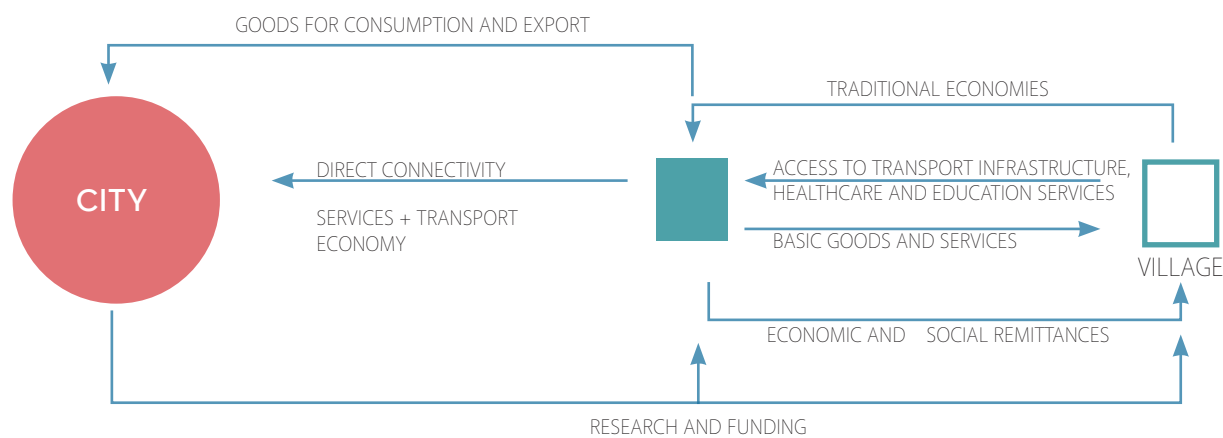 GOODS FOR CONSUMPTION AND EXPORT
TRADITIONAL ECONOMIES
DIRECT CONNECTIVITY
ACCESS TO TRANSPORT INFRASTRUCTURE,
HEALTHCARE AND EDUCATION SERVICES
CITY
SERVICES + TRANSPORT
ECONOMY
BASIC GOODS AND SERVICES
VILLAGE
ECONOMIC AND SOCIAL REMITTANCES
RESEARCH AND FUNDING